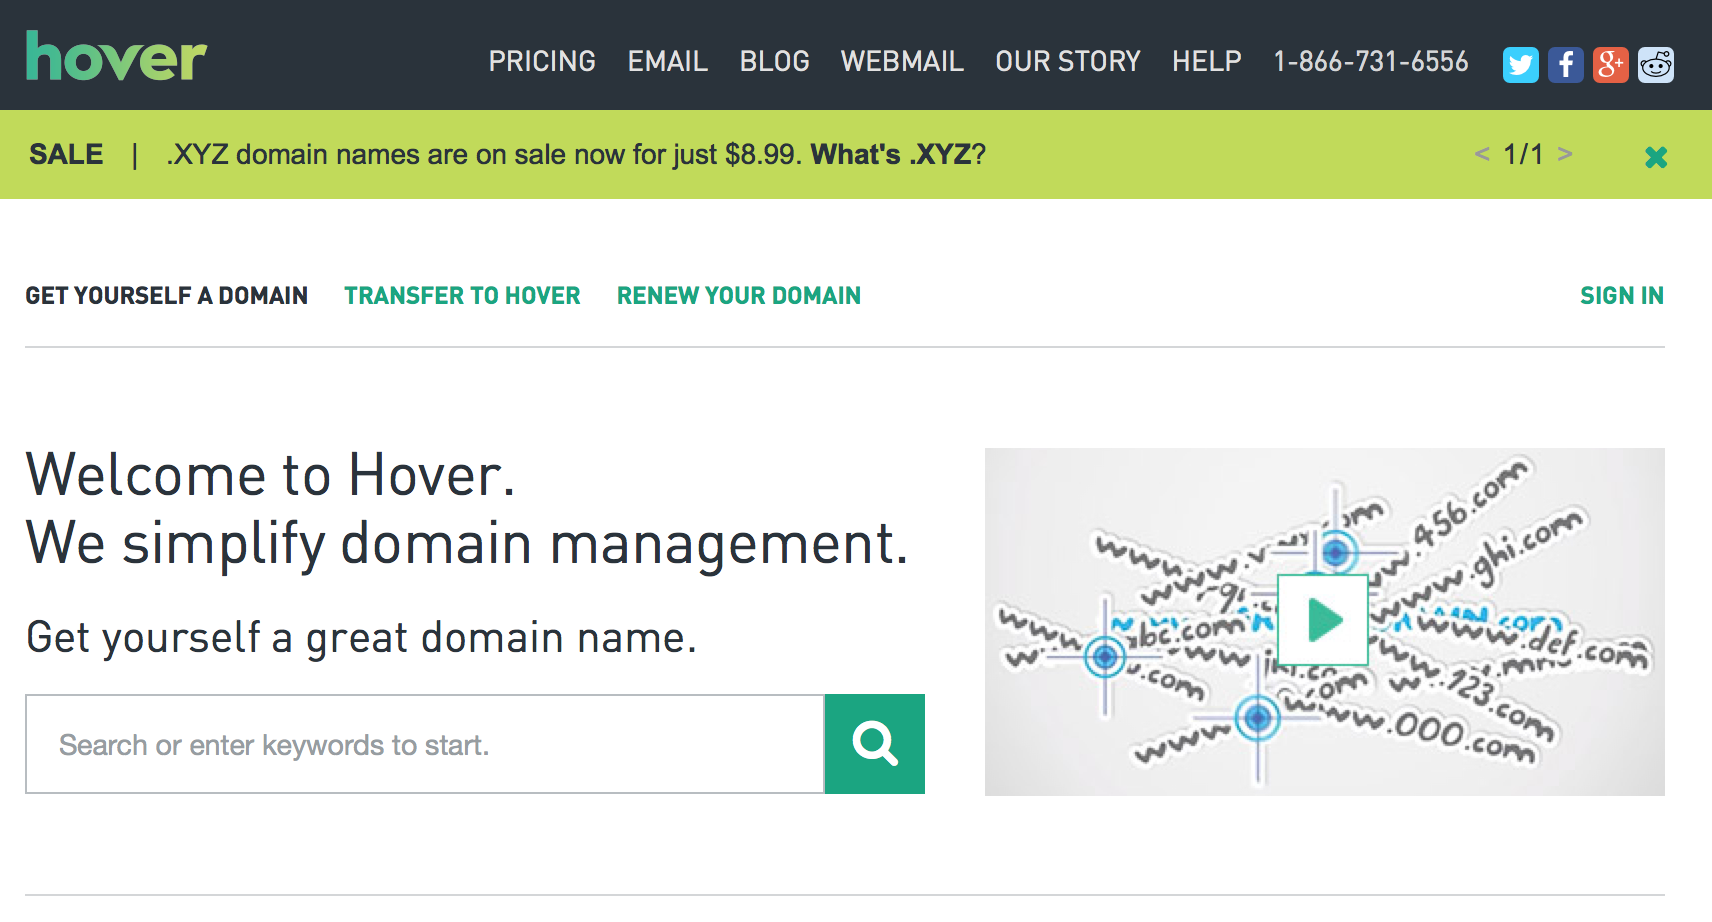 hover
PRICING EMAIL BLOG WEBMAIL OUR STORY HELP 1-866-731-6556
SALE | .XYZ domain names are on sale now for just $8.99. What's .XYZ?
< 1/1 >
GET YOURSELF A DOMAIN TRANSFER TO HOVER RENEW YOUR DOMAIN SIGN IN
Welcome to Hover.
We simplify domain management.
Get yourself a great domain name.
Search or enter keywords to start.
.456.com
www.ghi.com
abc.com
www.def.com
.123.com
www.000.com